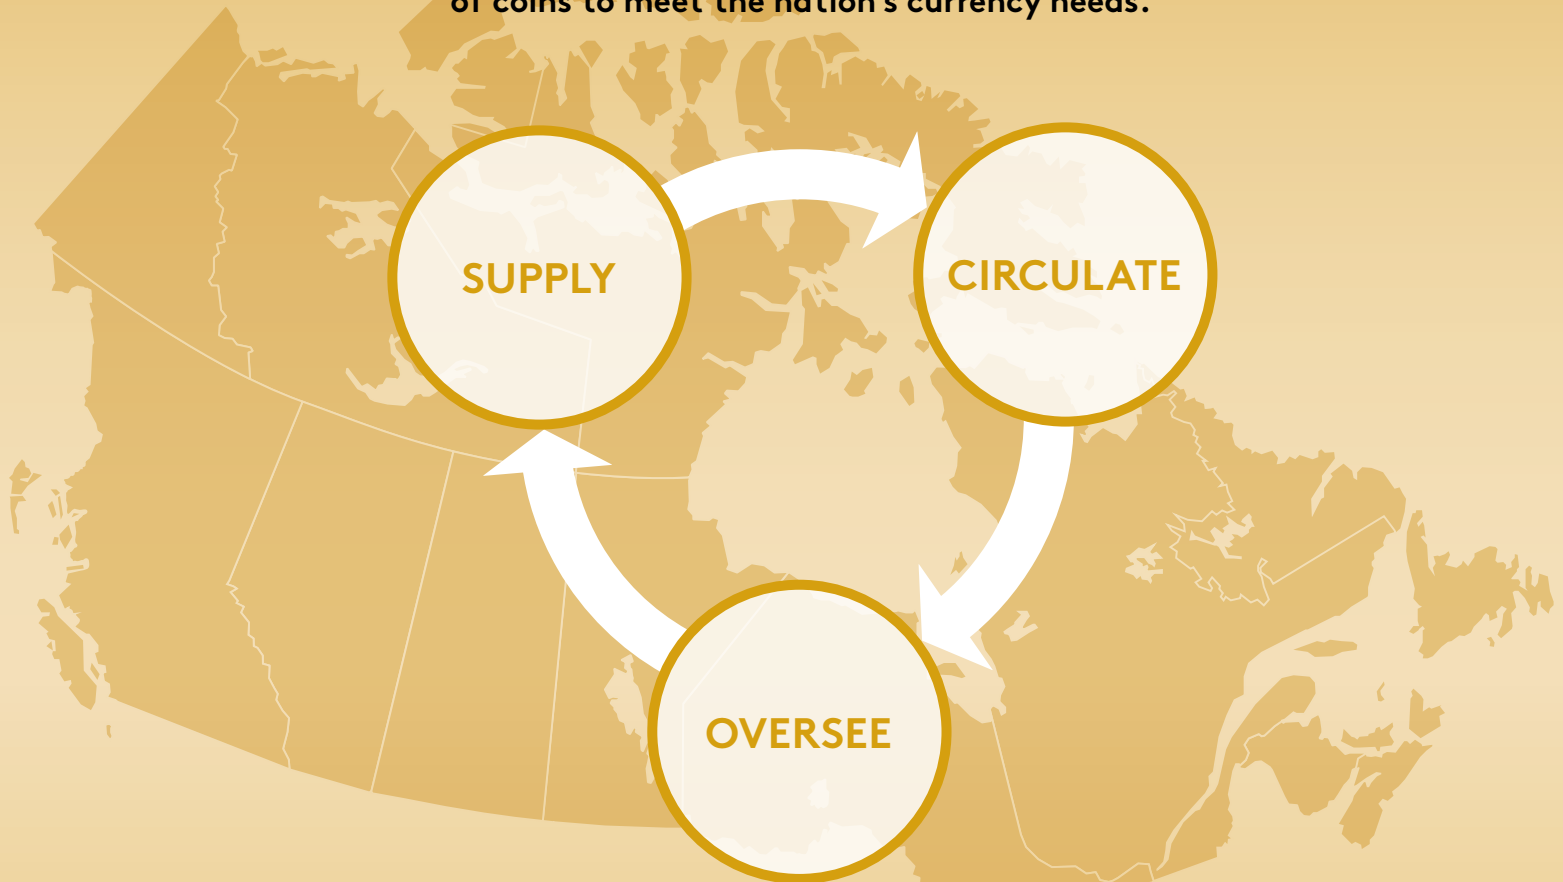 of coins to meet the nation's currency needs.
SUPPLY
CIRCULATE
OVERSEE